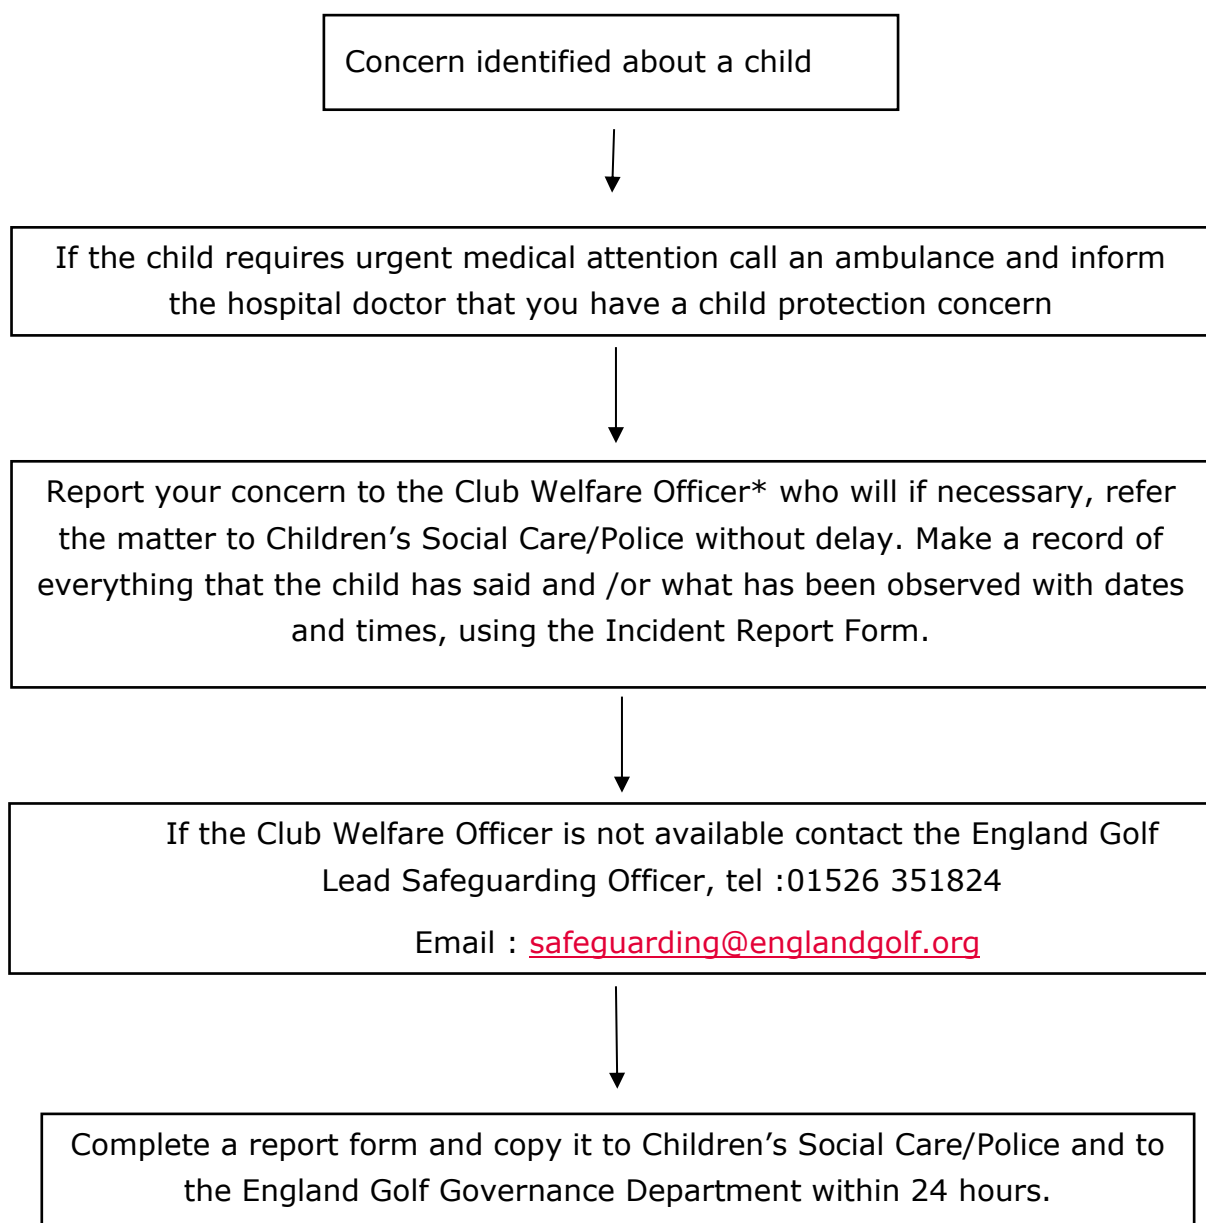 Concern identified about a child
If the child requires urgent medical attention call an ambulance and inform
the hospital doctor that you have a child protection concern
Report your concern to the Club Welfare Officer* who will if necessary, refer
the matter to Children’s Social Care/Police without delay. Make a record of
everything that the child has said and /or what has been observed with dates
and times, using the Incident Report Form.
If the Club Welfare Officer is not available contact the England Golf
Lead Safeguarding Officer, tel :01526 351824
Email : safeguarding@englandgolf.org
Complete a report form and copy it to Children’s Social Care/Police and to
the England Golf Governance Department within 24 hours.